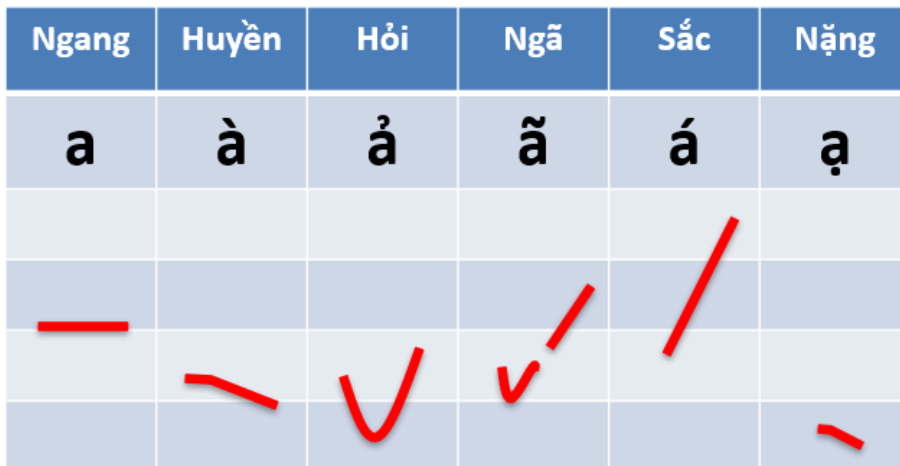 Ngang Huyền Hỏi Ngã Sắc Nặng
a à ả ã á ạ